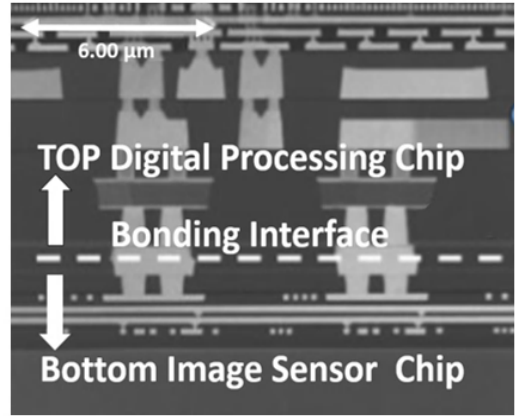 6.00 μm
TOP Digital Processing Chip
Bonding Interface
Bottom Image Sensor Chip